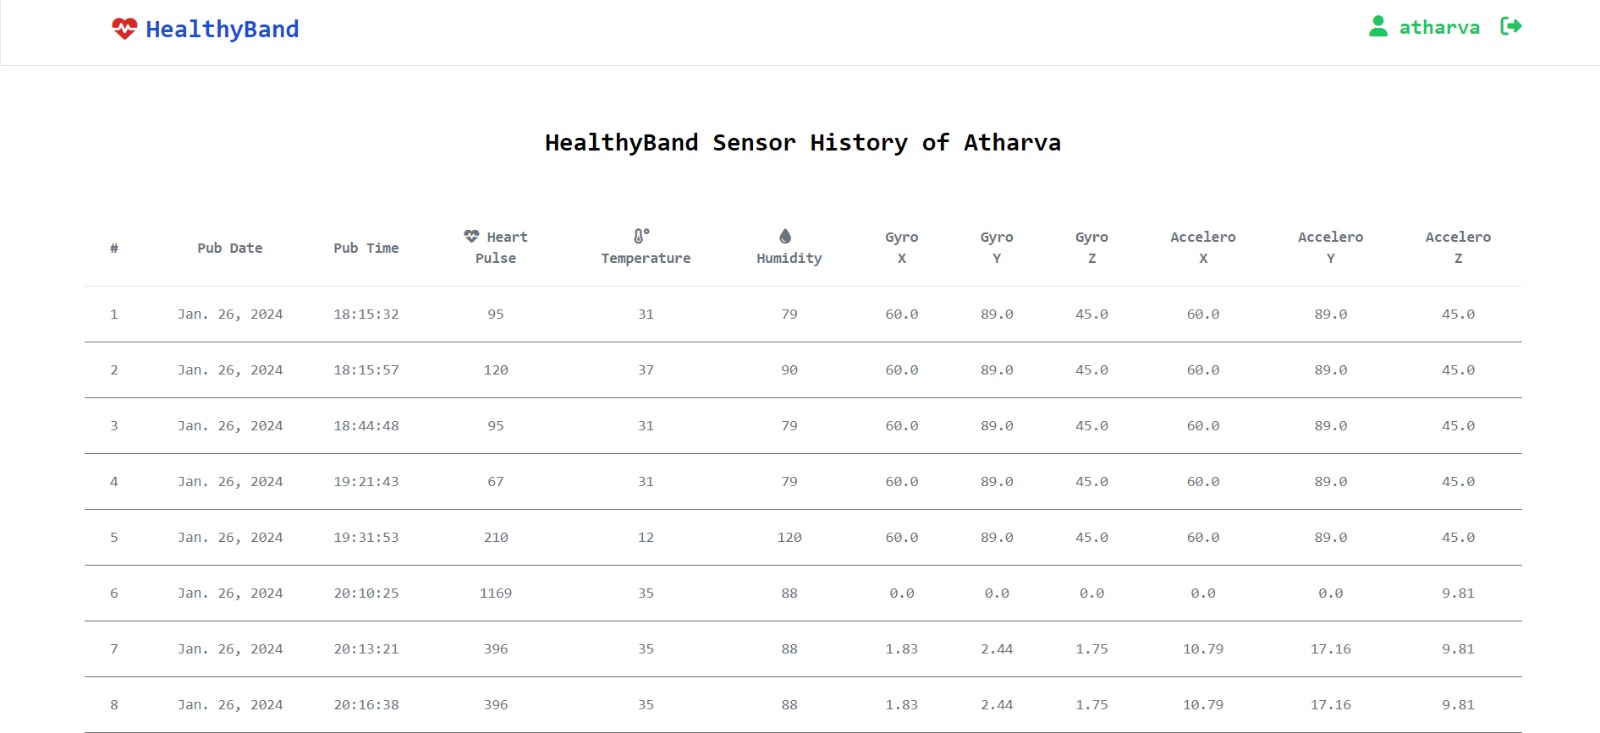 HealthyBand
atharva
HealthyBand Sensor History of Atharva
# Pub Date Pub Time Heart Pulse Temperature Humidity Gyro X Gyro Y Gyro Z Accelero X Accelero Y Accelero Z
1 Jan. 26, 2024 18:15:32 95 31 79 60.0 89.0 45.0 60.0 89.0 45.0
2 Jan. 26, 2024 18:15:57 120 37 90 60.0 89.0 45.0 60.0 89.0 45.0
3 Jan. 26, 2024 18:44:48 95 31 79 60.0 89.0 45.0 60.0 89.0 45.0
4 Jan. 26, 2024 19:21:43 67 31 79 60.0 89.0 45.0 60.0 89.0 45.0
5 Jan. 26, 2024 19:31:53 210 12 120 60.0 89.0 45.0 60.0 89.0 45.0
6 Jan. 26, 2024 20:10:25 1169 35 88 0.0 0.0 0.0 0.0 0.0 9.81
7 Jan. 26, 2024 20:13:21 396 35 88 1.83 2.44 1.75 10.79 17.16 9.81
8 Jan. 26, 2024 20:16:38 396 35 88 1.83 2.44 1.75 10.79 17.16 9.81